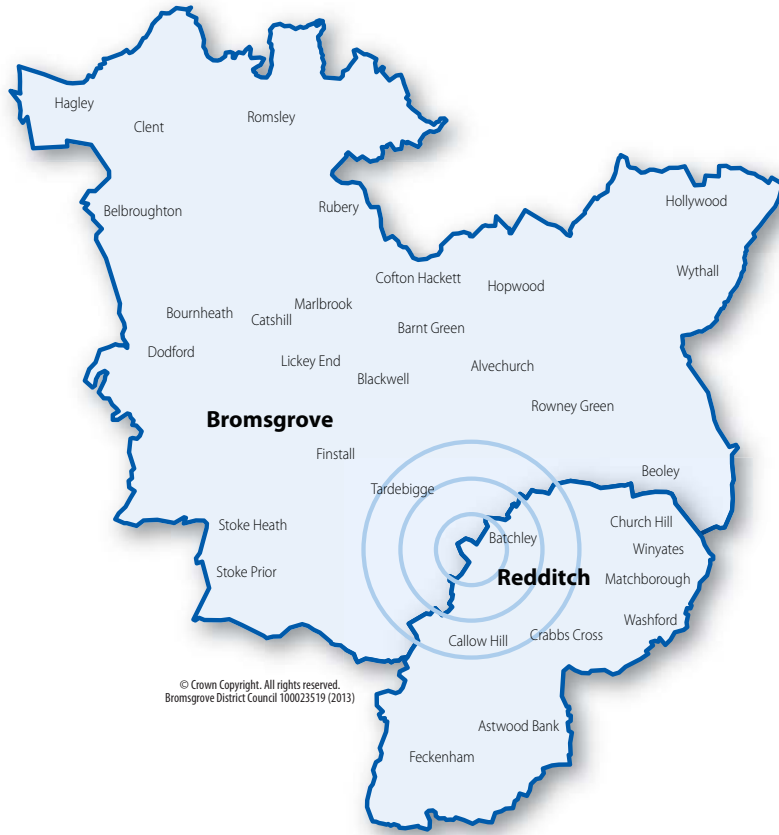 Hagley
Clent
Romsley
Hollywood
Belbroughton
Rubery
Wythall
Cofton Hackett
Hopwood
Marlbrook
Bournheath
Catshill
Barnt Green
Dodford
Lickey End
Alvechurch
Blackwell
Rowney Green
Bromsgrove
Finstall
Beoley
Tardebigge
Stoke Heath
Church Hill
Batchley
Winyates
Stoke Prior
Redditch
Matchborough
Washford
Callow Hill
Crabbs Cross
© Crown Copyright. All rights reserved.
Bromsgrove District Council 100023519 (2013)
Astwood Bank
Feckenham